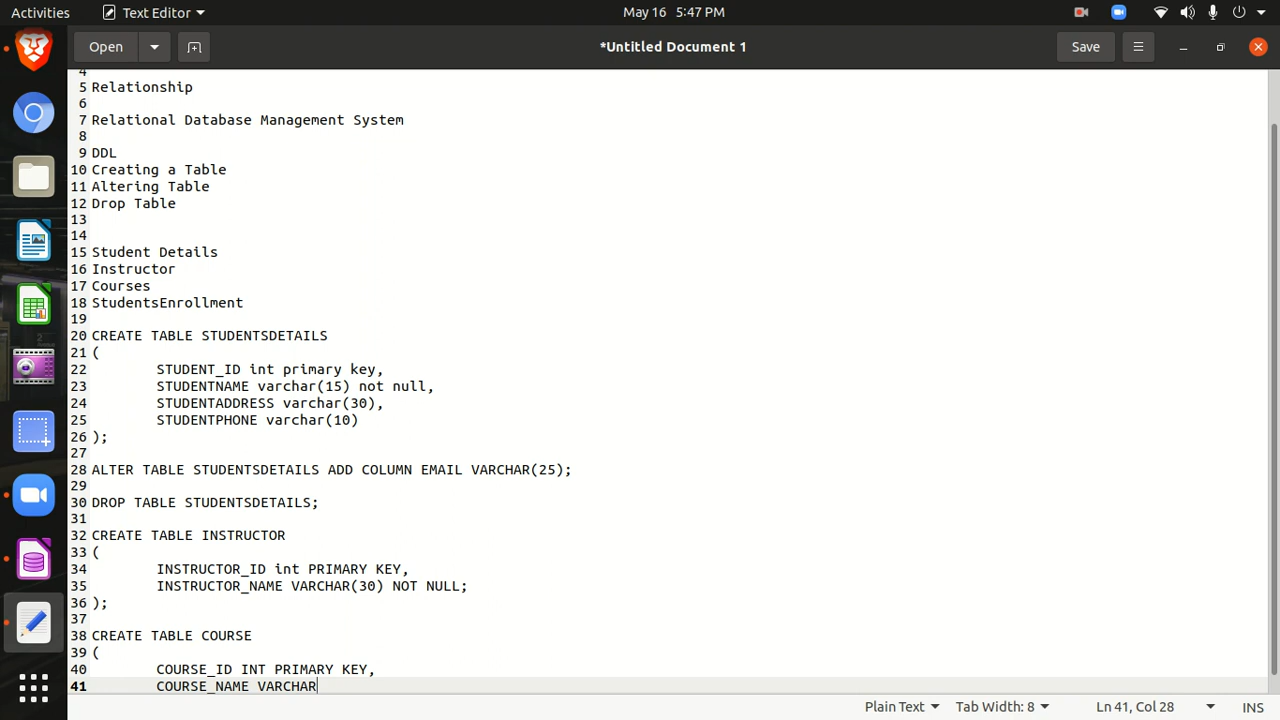 Activities Text Editor May 16 5:47 PM
Open *Untitled Document 1 Save
4
5 Relationship
6
7 Relational Database Management System
8
9 DDL
10 Creating a Table
11 Altering Table
12 Drop Table
13
14
15 Student Details
16 Instructor
17 Courses
18 StudentsEnrollment
19
20 CREATE TABLE STUDENTSDETAILS
21 (
22 STUDENT_ID int primary key,
23 STUDENTNAME varchar(15) not null,
24 STUDENTADDRESS varchar(30),
25 STUDENTPHONE varchar(10)
26 );
27
28 ALTER TABLE STUDENTSDETAILS ADD COLUMN EMAIL VARCHAR(25);
29
30 DROP TABLE STUDENTSDETAILS;
31
32 CREATE TABLE INSTRUCTOR
33 (
34 INSTRUCTOR_ID int PRIMARY KEY,
35 INSTRUCTOR_NAME VARCHAR(30) NOT NULL;
36 );
37
38 CREATE TABLE COURSE
39 (
40 COURSE_ID INT PRIMARY KEY,
41 COURSE_NAME VARCHAR
Plain Text Tab Width: 8 Ln 41, Col 28 INS